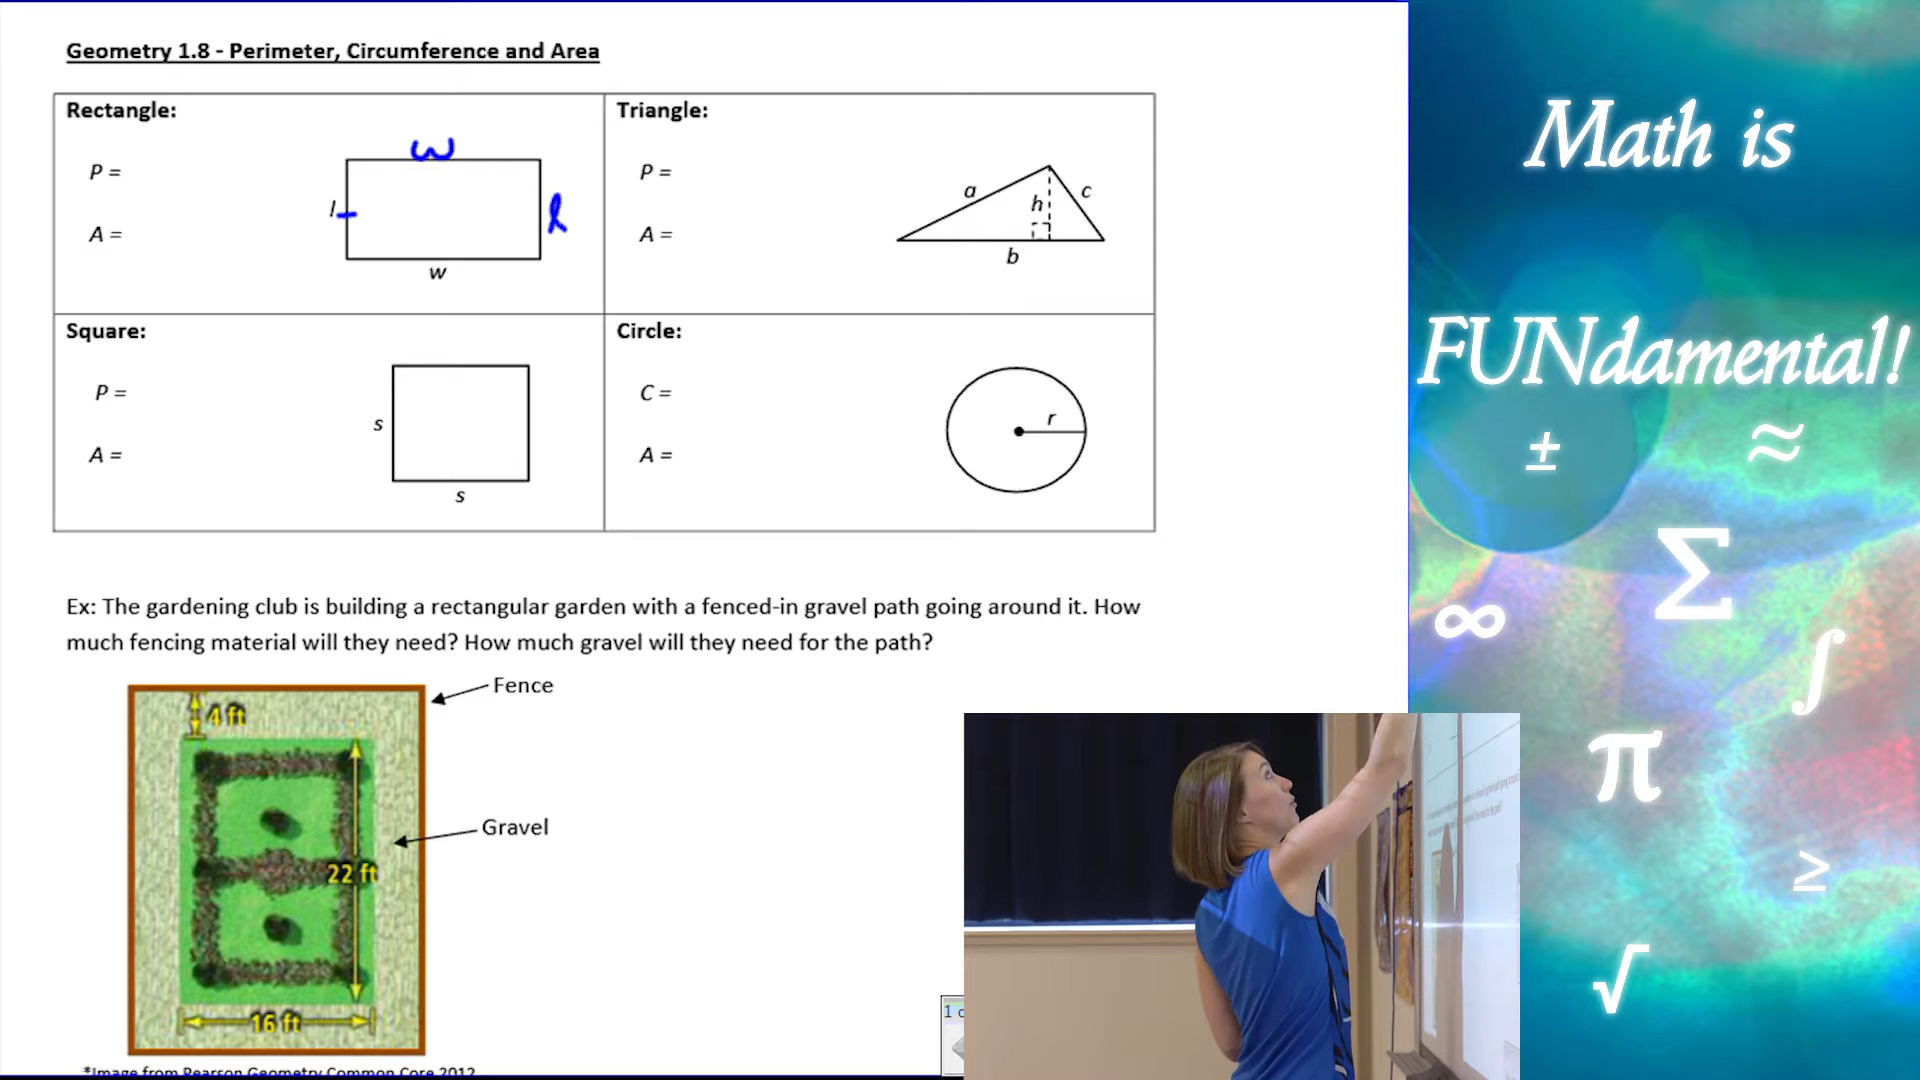 Geometry 1.8 - Perimeter, Circumference and Area
Rectangle:
P =
A =
w
l
l
w
Triangle:
P =
A =
a
h
c
b
Square:
P =
A =
s
s
Circle:
C =
A =
r
Ex: The gardening club is building a rectangular garden with a fenced-in gravel path going around it. How
much fencing material will they need? How much gravel will they need for the path?
Fence
4 ft
Gravel
22 ft
16 ft
*Image from Pearson Geometry Common Core 2012
Math is
FUNdamental!
± ≈
Σ
∞
∫
π
≥
√